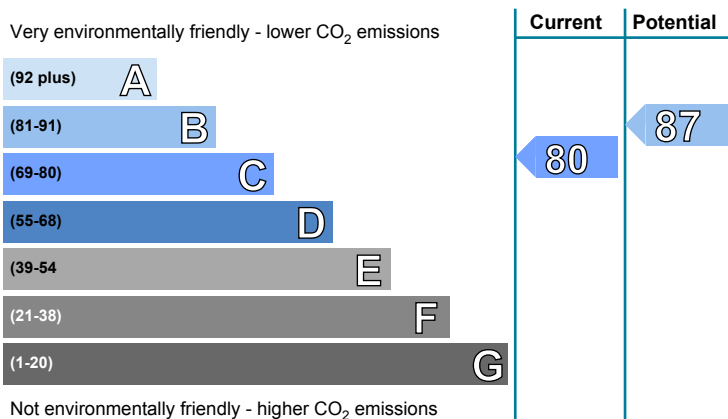 Current Potential
Very environmentally friendly - lower CO2 emissions
(92 plus) A
(81-91) B
87
(69-80) C
80
(55-68) D
(39-54 E
(21-38) F
(1-20) G
Not environmentally friendly - higher CO2 emissions